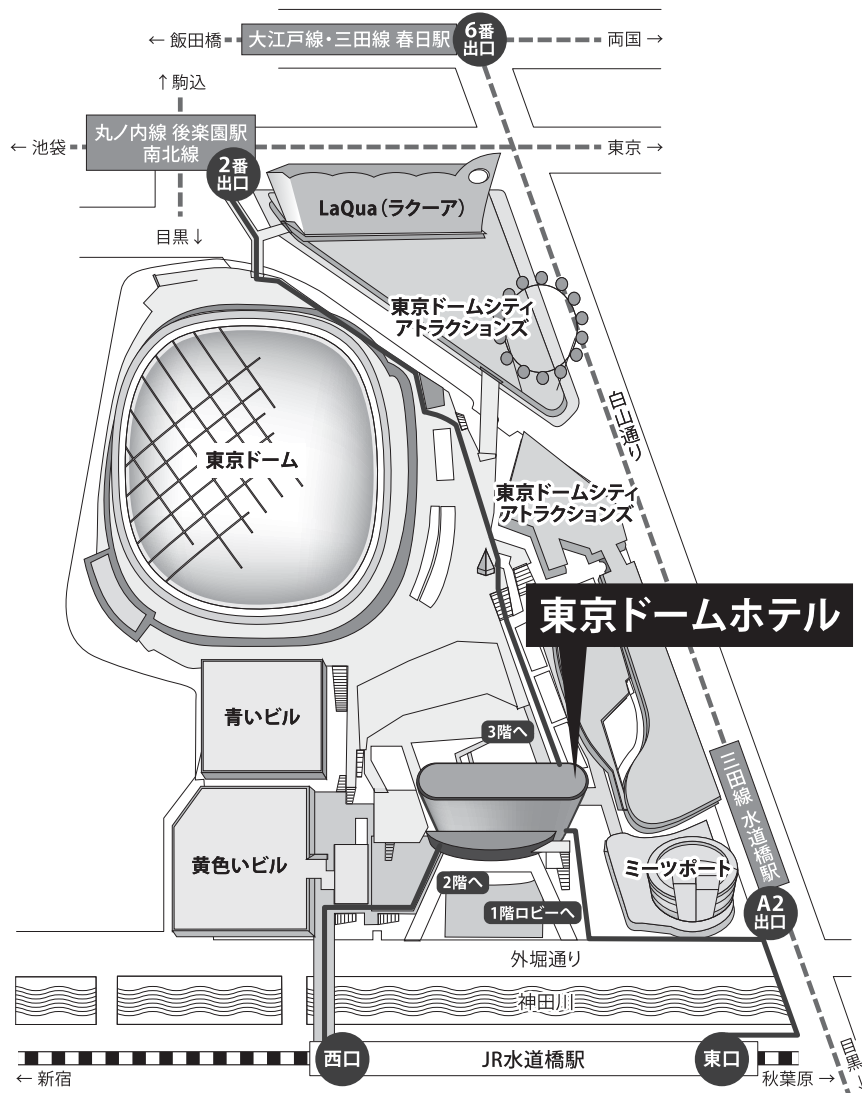 ← 飯田橋
大江戸線・三田線 春日駅
6番
出口
両国 →
↑駒込
← 池袋
丸ノ内線 後楽園駅
南北線
2番
出口
東京 →
目黒↓
LaQua(ラクーア)
東京ドームシティ
アトラクションズ
白山通り
東京ドーム
東京ドームシティ
アトラクションズ
東京ドームホテル
青いビル
3階へ
三田線 水道橋駅
黄色いビル
ミーツポート
2階へ
1階ロビーへ
A2
出口
外堀通り
神田川
西口
JR水道橋駅
東口
← 新宿
秋葉原 →
目黒↓